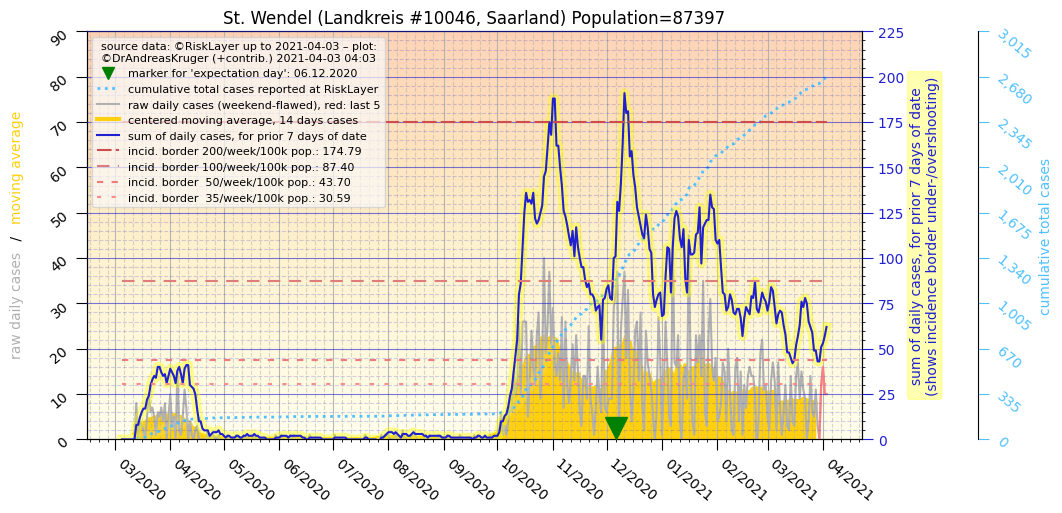 St. Wendel (Landkreis #10046, Saarland) Population=87397
source data: ©RiskLayer up to 2021-04-03 – plot:
©DrAndreasKruger (+contrib.) 2021-04-03 04:03
marker for 'expectation day': 06.12.2020
cumulative total cases reported at RiskLayer
raw daily cases (weekend-flawed), red: last 5
centered moving average, 14 days cases
sum of daily cases, for prior 7 days of date
incid. border 200/week/100k pop.: 174.79
incid. border 100/week/100k pop.: 87.40
incid. border  50/week/100k pop.: 43.70
incid. border  35/week/100k pop.: 30.59
raw daily cases / moving average
90
80
70
60
50
40
30
20
10
0
03/2020
04/2020
05/2020
06/2020
07/2020
08/2020
09/2020
10/2020
11/2020
12/2020
01/2021
02/2021
03/2021
04/2021
225
200
175
150
125
100
75
50
25
0
sum of daily cases, for prior 7 days of date
(shows incidence border under-/overshooting)
3,015
2,680
2,345
2,010
1,675
1,340
1,005
670
335
0
cumulative total cases